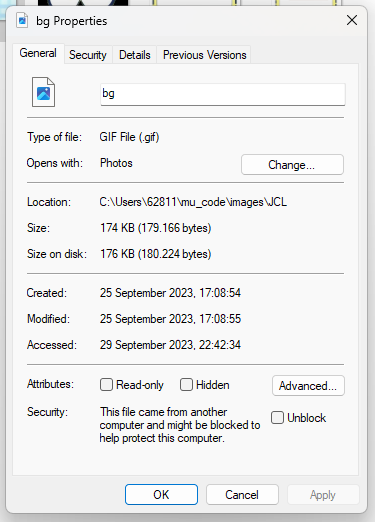 bg Properties
General Security Details Previous Versions
bg
Type of file: GIF File (.gif)
Opens with: Photos Change...
Location: C:\Users\62811\mu_code\images\JCL
Size: 174 KB (179.166 bytes)
Size on disk: 176 KB (180.224 bytes)
Created: 25 September 2023, 17:08:54
Modified: 25 September 2023, 17:08:55
Accessed: 29 September 2023, 22:42:34
Attributes: Read-only Hidden Advanced...
Security: This file came from another Unblock
computer and might be blocked to
help protect this computer.
OK Cancel Apply